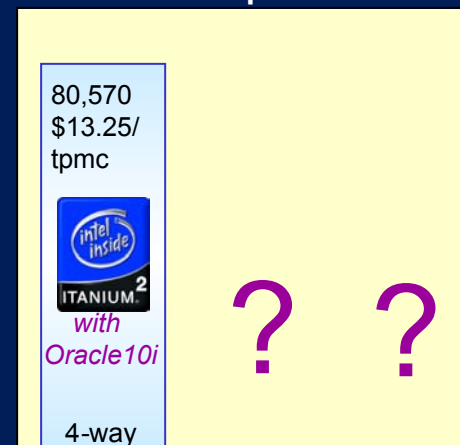 80,570
$13.25/
tpmc
intel
inside
ITANIUM 2
with
Oracle10i
? ?
4-way